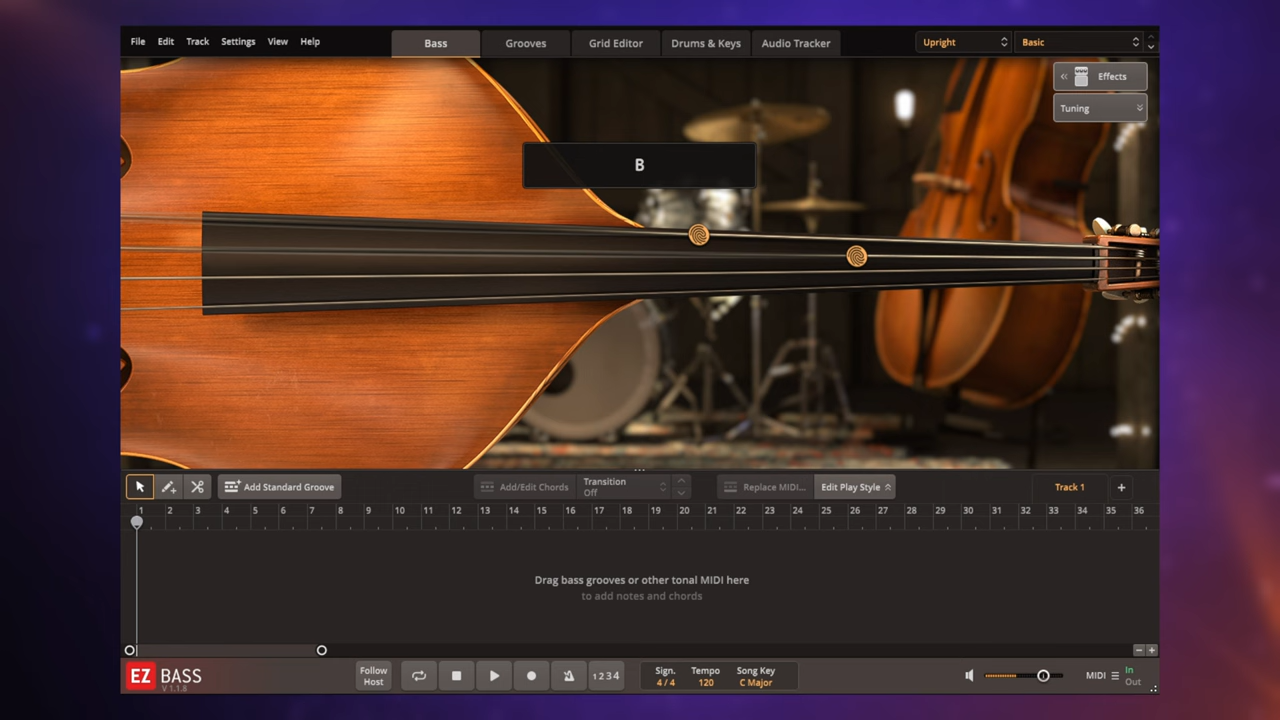 File Edit Track Settings View Help Bass Grooves Grid Editor Drums & Keys Audio Tracker Upright Basic
Effects
Tuning
B
Add Standard Groove Add/Edit Chords Transition Off Replace MIDI... Edit Play Style Track 1
1 2 3 4 5 6 7 8 9 10 11 12 13 14 15 16 17 18 19 20 21 22 23 24 25 26 27 28 29 30 31 32 33 34 35 36
Drag bass grooves or other tonal MIDI here
to add notes and chords
EZ BASS
V 1.1.8
Follow Host
1 2 3 4
Sign. Tempo Song Key
4 / 4 120 C Major
MIDI In Out